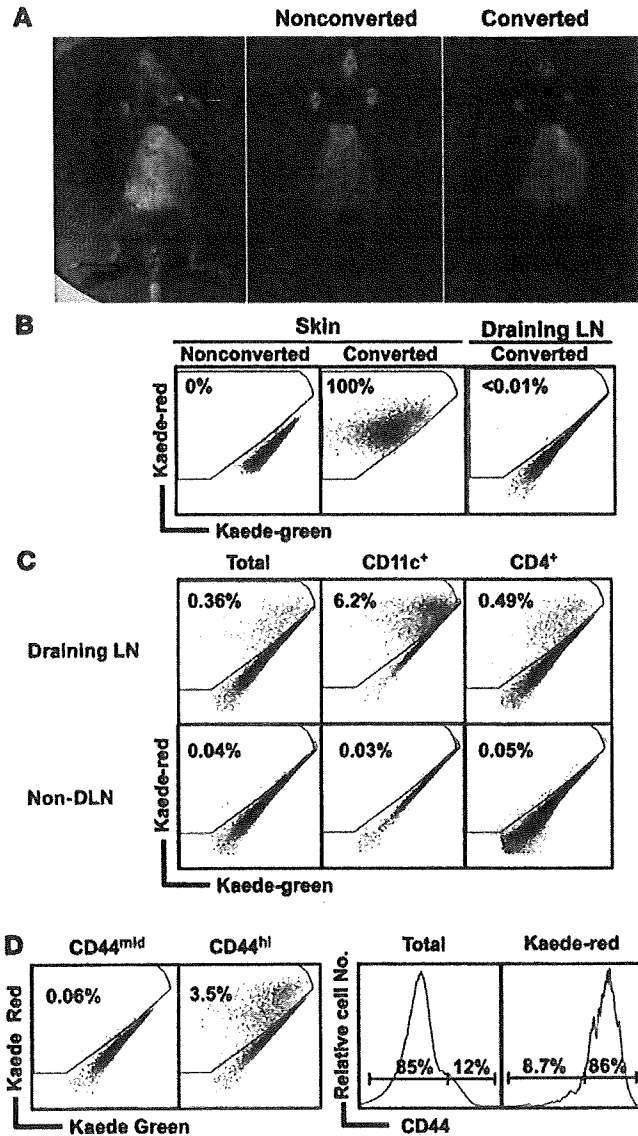 A
Nonconverted Converted
B
Skin Draining LN
Nonconverted Converted Converted
0% 100% <0.01%
Kaede-red
Kaede-green
C
Total CD11c+ CD4+
Draining LN
0.36% 6.2% 0.49%
Non-DLN
0.04% 0.03% 0.05%
Kaede-red
Kaede-green
D
CD44mid CD44hi Total Kaede-red
0.06% 3.5%
85% 12% 8.7% 86%
Kaede Red
Relative cell No.
Kaede Green CD44